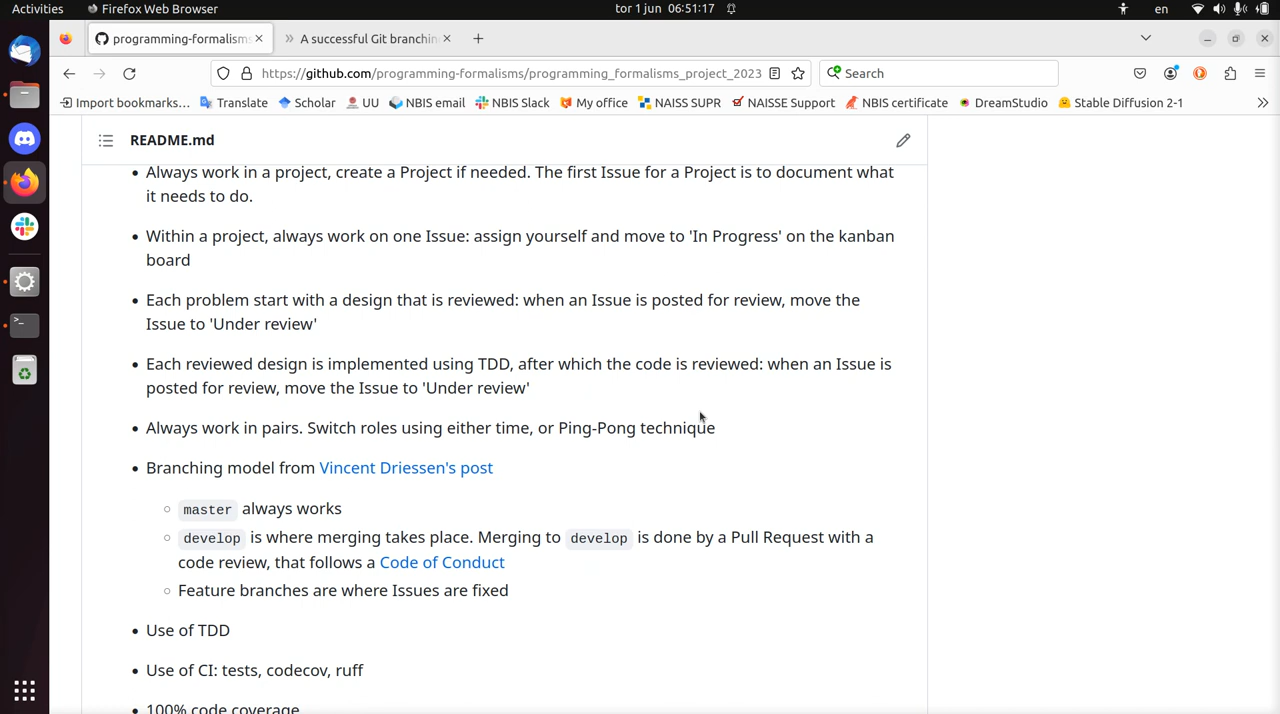 Activities Firefox Web Browser tor 1 jun 06:51:17 en
programming-formalisms A successful Git branchin
https://github.com/programming-formalisms/programming_formalisms_project_2023 Search
Import bookmarks... Translate Scholar UU NBIS email NBIS Slack My office NAISS SUPR NAISSE Support NBIS certificate DreamStudio Stable Diffusion 2-1
README.md
• Always work in a project, create a Project if needed. The first Issue for a Project is to document what
it needs to do.
• Within a project, always work on one Issue: assign yourself and move to 'In Progress' on the kanban
board
• Each problem start with a design that is reviewed: when an Issue is posted for review, move the
Issue to 'Under review'
• Each reviewed design is implemented using TDD, after which the code is reviewed: when an Issue is
posted for review, move the Issue to 'Under review'
• Always work in pairs. Switch roles using either time, or Ping-Pong technique
• Branching model from Vincent Driessen's post
○ master always works
○ develop is where merging takes place. Merging to develop is done by a Pull Request with a
code review, that follows a Code of Conduct
○ Feature branches are where Issues are fixed
• Use of TDD
• Use of CI: tests, codecov, ruff
• 100% code coverage